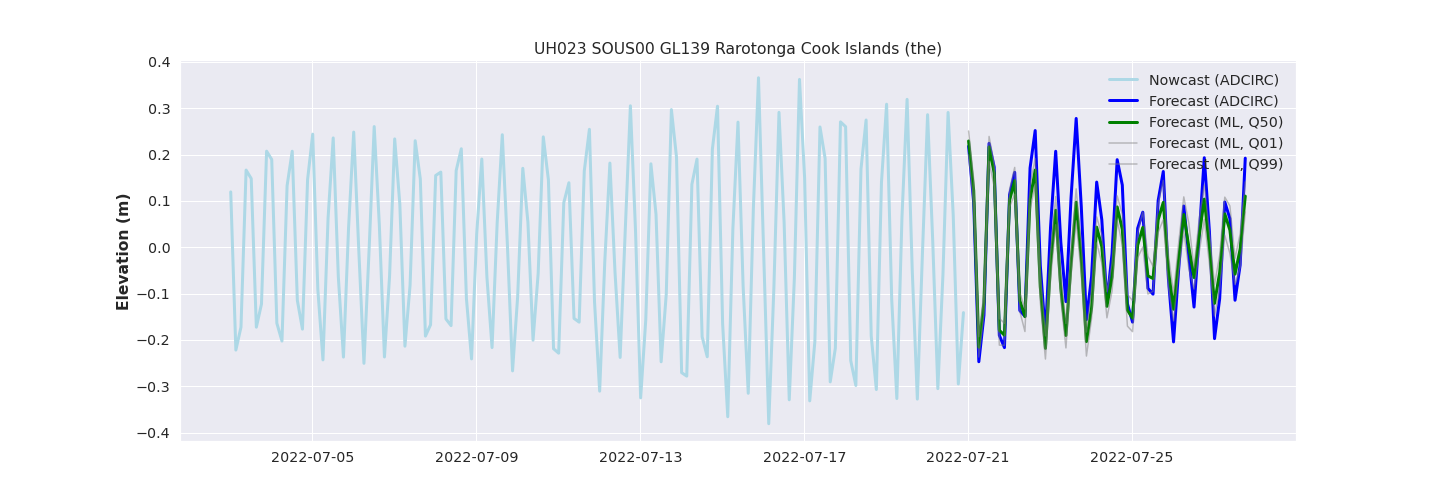 UH023 SOUS00 GL139 Rarotonga Cook Islands (the)
Elevation (m)
0.4
0.3
0.2
0.1
0.0
−0.1
−0.2
−0.3
−0.4
Nowcast (ADCIRC)
Forecast (ADCIRC)
Forecast (ML, Q50)
Forecast (ML, Q01)
Forecast (ML, Q99)
2022-07-05 2022-07-09 2022-07-13 2022-07-17 2022-07-21 2022-07-25